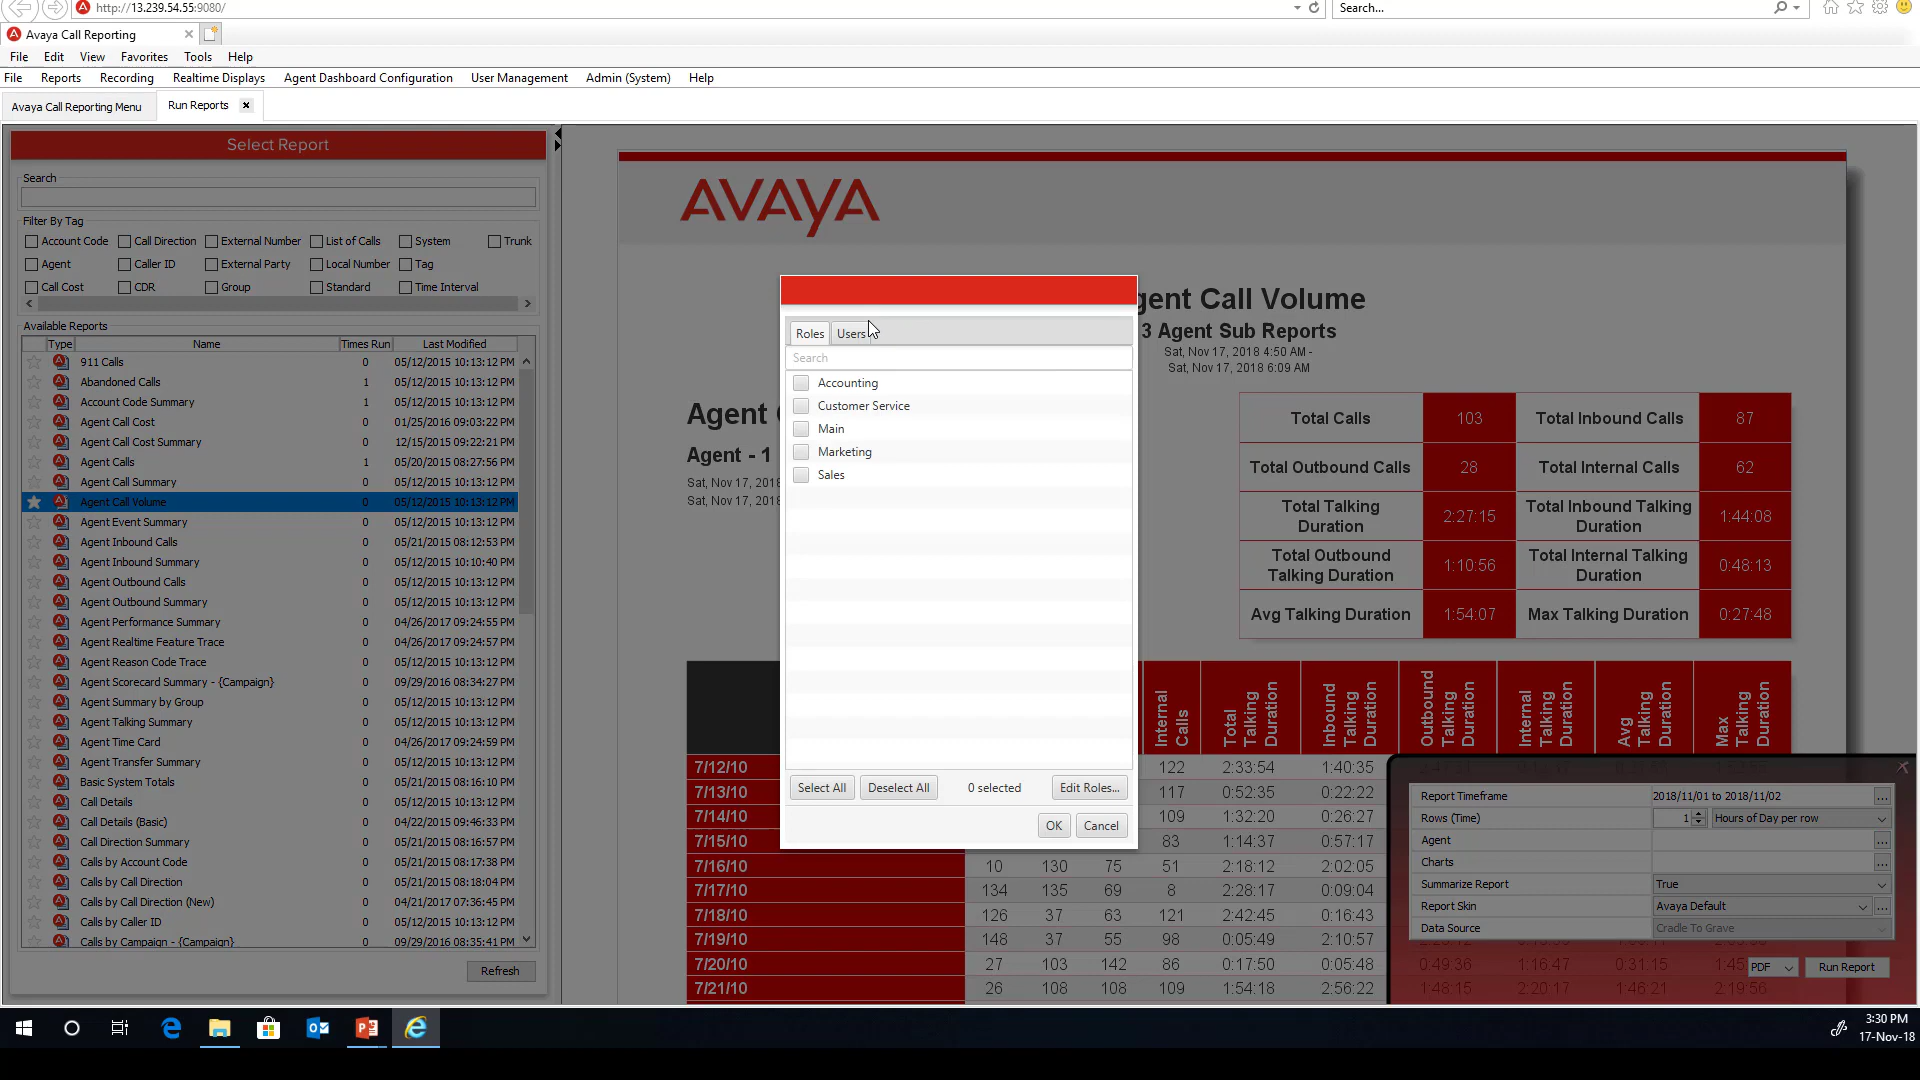 http://13.239.54.55:9080/
Search...
Avaya Call Reporting
File Edit View Favorites Tools Help
File Reports Recording Realtime Displays Agent Dashboard Configuration User Management Admin (System) Help
Avaya Call Reporting Menu Run Reports
Select Report
Search
Filter By Tag
Account Code Call Direction External Number List of Calls System Trunk
Agent Caller ID External Party Local Number Tag
Call Cost CDR Group Standard Time Interval
Available Reports
Type Name Times Run Last Modified
911 Calls 0 05/12/2015 10:13:12 PM
Abandoned Calls 1 05/12/2015 10:13:12 PM
Account Code Summary 1 05/12/2015 10:13:12 PM
Agent Call Cost 0 01/25/2016 09:03:22 PM
Agent Call Cost Summary 0 12/15/2015 09:22:21 PM
Agent Calls 1 05/20/2015 08:27:56 PM
Agent Call Summary 0 05/12/2015 10:13:12 PM
Agent Call Volume 0 05/12/2015 10:13:12 PM
Agent Event Summary 0 05/12/2015 10:13:12 PM
Agent Inbound Calls 0 05/21/2015 08:12:53 PM
Agent Inbound Summary 0 05/12/2015 10:10:40 PM
Agent Outbound Calls 0 05/12/2015 10:13:12 PM
Agent Outbound Summary 0 05/12/2015 10:13:12 PM
Agent Performance Summary 0 04/26/2017 09:24:55 PM
Agent Realtime Feature Trace 0 04/26/2017 09:24:57 PM
Agent Reason Code Trace 0 05/12/2015 10:13:12 PM
Agent Scorecard Summary - {Campaign} 0 09/29/2016 08:34:27 PM
Agent Summary by Group 0 05/12/2015 10:13:12 PM
Agent Talking Summary 0 05/12/2015 10:13:12 PM
Agent Time Card 0 04/26/2017 09:24:59 PM
Agent Transfer Summary 0 05/12/2015 10:13:12 PM
Basic System Totals 0 05/21/2015 08:16:10 PM
Call Details 0 05/12/2015 10:13:12 PM
Call Details (Basic) 0 04/22/2015 09:46:33 PM
Call Direction Summary 0 05/21/2015 08:16:57 PM
Calls by Account Code 0 05/21/2015 08:17:38 PM
Calls by Call Direction 0 05/21/2015 08:18:04 PM
Calls by Call Direction (New) 0 04/21/2017 07:36:45 PM
Calls by Caller ID 0 05/12/2015 10:13:12 PM
Calls by Campaign - {Campaign} 0 09/29/2016 08:35:41 PM
Refresh
AVAYA
gent Call Volume
3 Agent Sub Reports
Sat, Nov 17, 2018 4:50 AM -
Sat, Nov 17, 2018 6:09 AM
Agent
Agent - 1
Sat, Nov 17, 2018
Sat, Nov 17, 2018
Total Calls 103 Total Inbound Calls 87
Total Outbound Calls 28 Total Internal Calls 62
Total Talking Duration 2:27:15 Total Inbound Talking Duration 1:44:08
Total Outbound Talking Duration 1:10:56 Total Internal Talking Duration 0:48:13
Avg Talking Duration 1:54:07 Max Talking Duration 0:27:48
Internal Calls Total Talking Duration Inbound Talking Duration Outbound Talking Duration Internal Talking Duration Avg Talking Duration Max Talking Duration
7/12/10 122 2:33:54 1:40:35
7/13/10 117 0:52:35 0:22:22
7/14/10 109 1:32:20 0:26:27
7/15/10 83 1:14:37 0:57:17
7/16/10 10 130 75 51 2:18:12 2:02:05
7/17/10 134 135 69 8 2:28:17 0:09:04
7/18/10 126 37 63 121 2:42:45 0:16:43
7/19/10 148 37 55 98 0:05:49 2:10:57
7/20/10 27 103 142 86 0:17:50 0:05:48 0:49:36 1:16:47 0:31:15 1:45
7/21/10 26 108 108 109 1:54:18 2:56:22 1:48:15 2:20:17 1:46:21 2:19:56
Roles Users
Search
Accounting
Customer Service
Main
Marketing
Sales
Select All Deselect All 0 selected Edit Roles...
OK Cancel
Report Timeframe 2018/11/01 to 2018/11/02 ...
Rows (Time) 1 Hours of Day per row
Agent ...
Charts ...
Summarize Report True
Report Skin Avaya Default ...
Data Source Cradle To Grave
PDF Run Report
3:30 PM
17-Nov-18